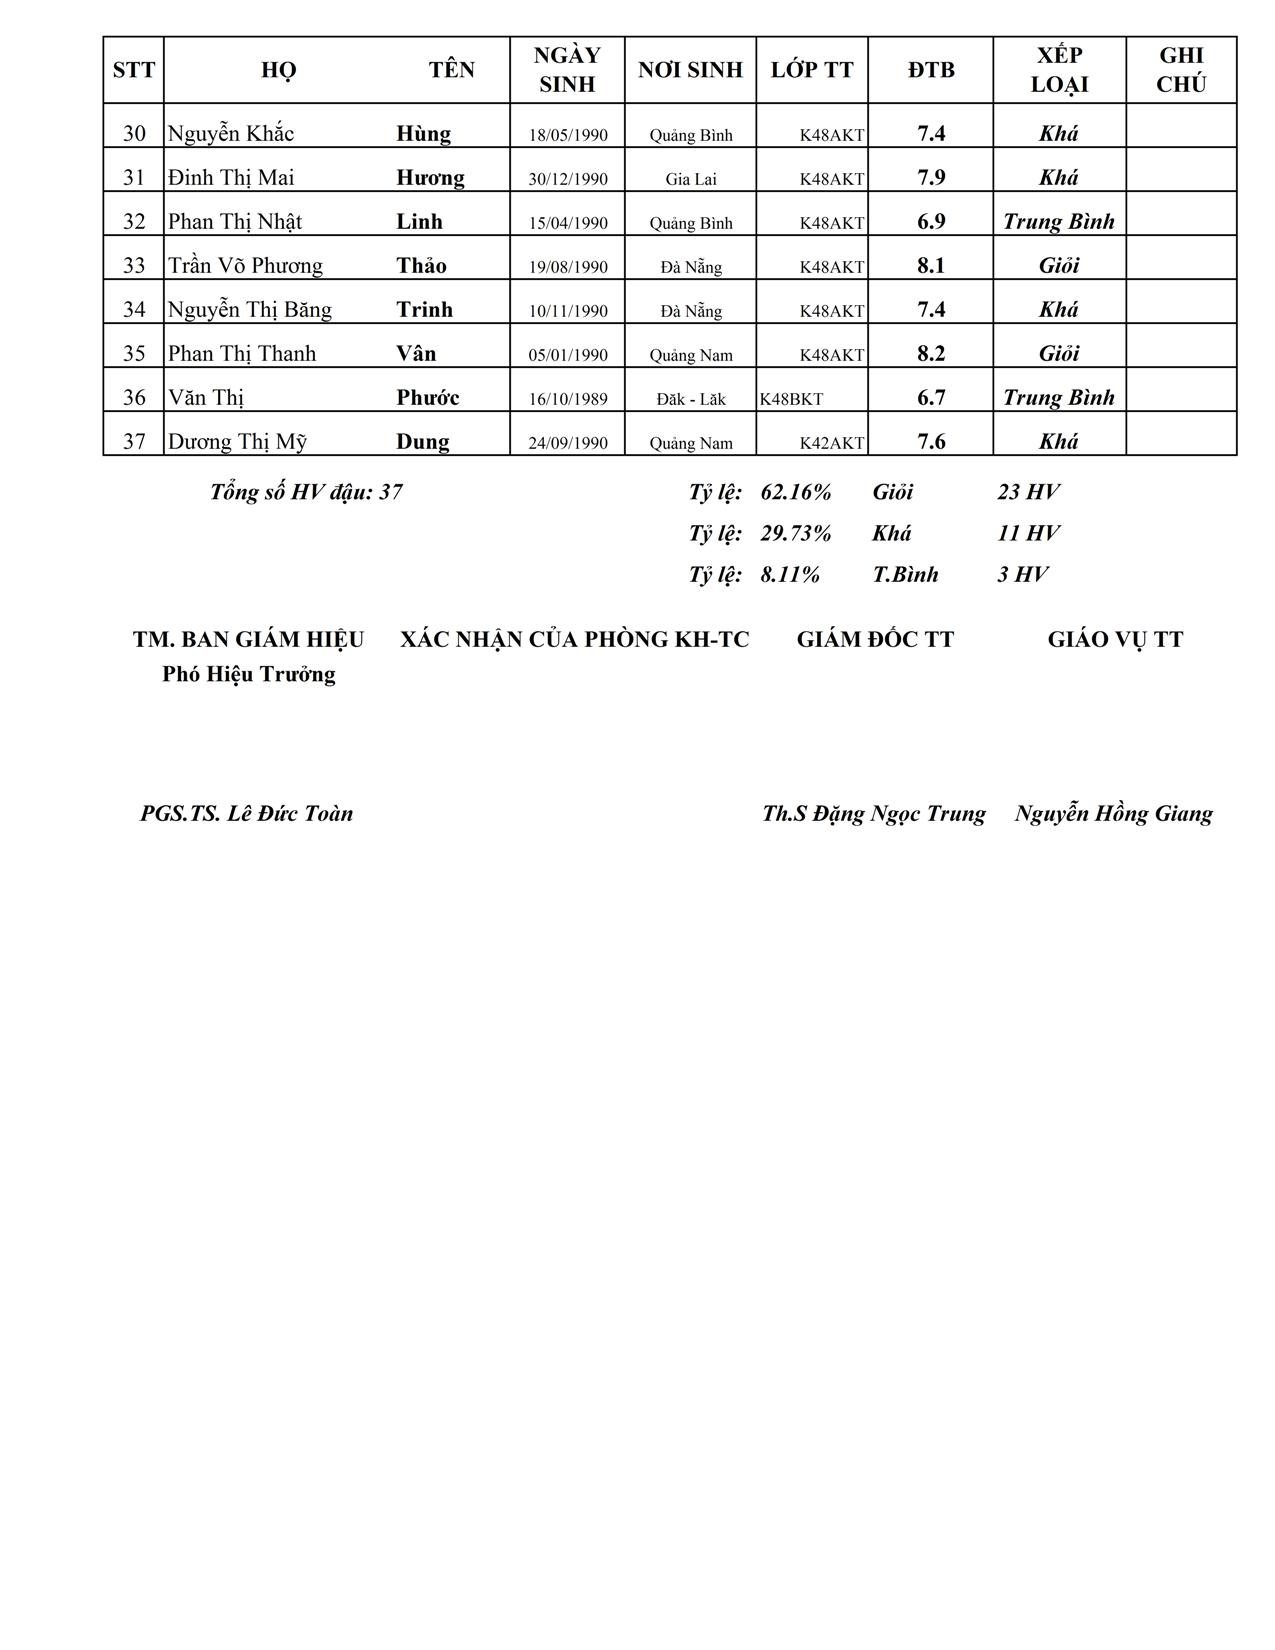 STT HỌ TÊN NGÀY SINH NƠI SINH LỚP TT ĐTB XẾP LOẠI GHI CHÚ
30 Nguyễn Khắc Hùng 18/05/1990 Quảng Bình K48AKT 7.4 Khá
31 Đinh Thị Mai Hương 30/12/1990 Gia Lai K48AKT 7.9 Khá
32 Phan Thị Nhật Linh 15/04/1990 Quảng Bình K48AKT 6.9 Trung Bình
33 Trần Võ Phương Thảo 19/08/1990 Đà Nẵng K48AKT 8.1 Giỏi
34 Nguyễn Thị Băng Trinh 10/11/1990 Đà Nẵng K48AKT 7.4 Khá
35 Phan Thị Thanh Vân 05/01/1990 Quảng Nam K48AKT 8.2 Giỏi
36 Văn Thị Phước 16/10/1989 Đăk - Lăk K48BKT 6.7 Trung Bình
37 Dương Thị Mỹ Dung 24/09/1990 Quảng Nam K42AKT 7.6 Khá
Tổng số HV đậu: 37 Tỷ lệ: 62.16% Giỏi 23 HV
Tỷ lệ: 29.73% Khá 11 HV
Tỷ lệ: 8.11% T.Bình 3 HV
TM. BAN GIÁM HIỆU XÁC NHẬN CỦA PHÒNG KH-TC GIÁM ĐỐC TT GIÁO VỤ TT
Phó Hiệu Trưởng
PGS.TS. Lê Đức Toàn Th.S Đặng Ngọc Trung Nguyễn Hồng Giang